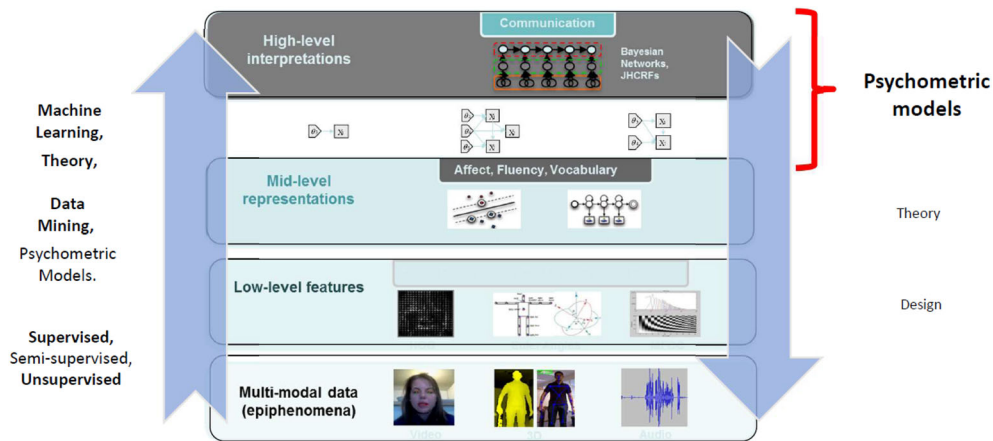 Communication
High-level
interpretations
Bayesian
Networks,
JHCRFs
Psychometric
models
Machine
Learning,
Theory,
Affect, Fluency, Vocabulary
Mid-level
representations
Data
Mining,
Psychometric
Models.
Theory
Low-level features
Design
Supervised,
Semi-supervised,
Unsupervised
Multi-modal data
(epiphenomena)
Video
3D
Audio